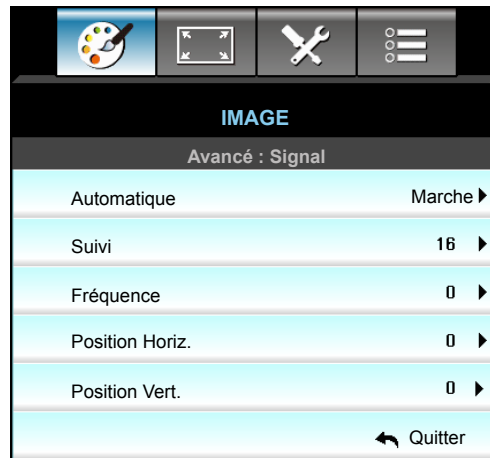 IMAGE
Avancé : Signal
Automatique Marche
Suivi 16
Fréquence 0
Position Horiz. 0
Position Vert. 0
Quitter